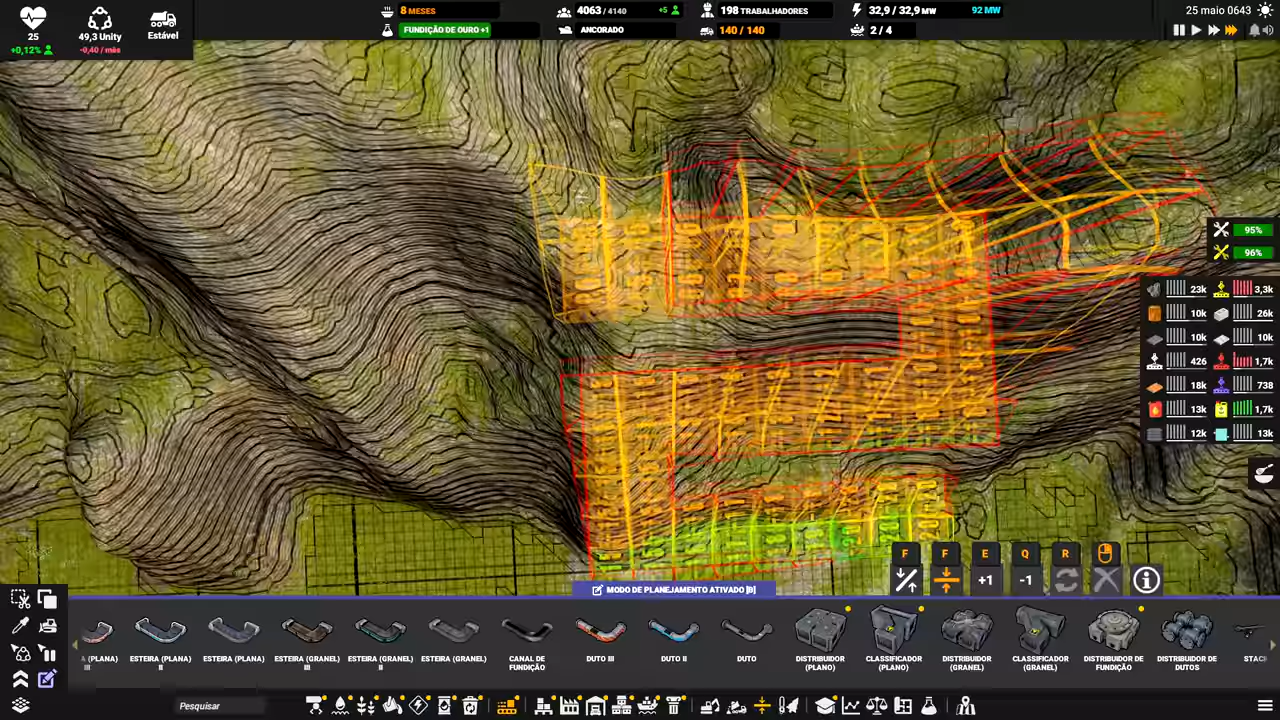 25
+0,12%
49,3 Unity
-0,40 / mês
Estável
8 MESES
FUNDIÇÃO DE OURO +1
4063 / 4140 +5
ANCORADO
198 TRABALHADORES
140 / 140
32,9 / 32,9 MW 92 MW
2 / 4
25 maio 0643
95%
96%
23k 3,3k
10k 26k
10k 10k
426 1,7k
18k 738
13k 1,7k
12k 13k
F F E Q R
+1 -1
MODO DE PLANEJAMENTO ATIVADO [B]
A (PLANA) III
ESTEIRA (PLANA) II
ESTEIRA (PLANA)
ESTEIRA (GRANEL) III
ESTEIRA (GRANEL) II
ESTEIRA (GRANEL)
CANAL DE FUNDIÇÃO
DUTO III
DUTO II
DUTO
DISTRIBUIDOR (PLANO)
CLASSIFICADOR (PLANO)
DISTRIBUIDOR (GRANEL)
CLASSIFICADOR (GRANEL)
DISTRIBUIDOR DE FUNDIÇÃO
DISTRIBUIDOR DE DUTOS
STAC
Pesquisar